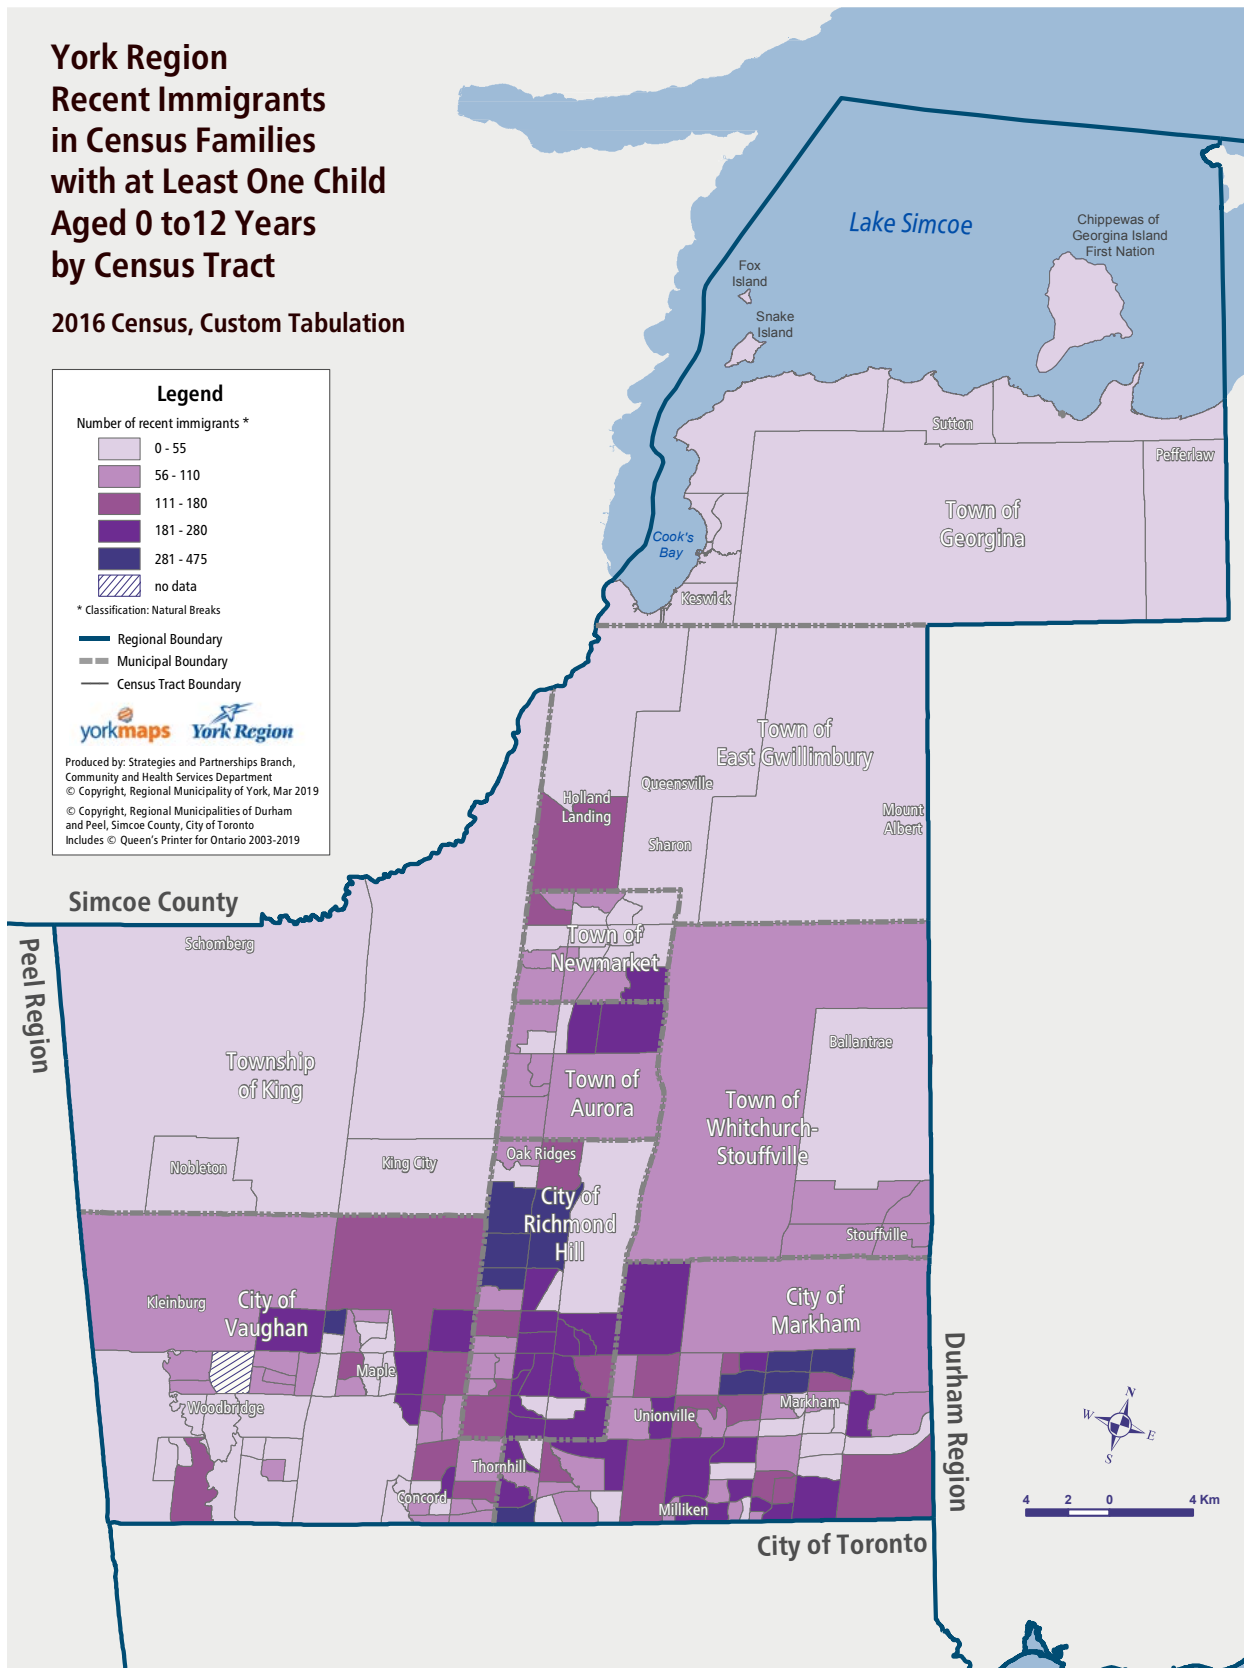 York Region
Recent Immigrants
in Census Families
with at Least One Child
Aged 0 to12 Years
by Census Tract
2016 Census, Custom Tabulation
Legend
Number of recent immigrants *
0 - 55
56 - 110
111 - 180
181 - 280
281 - 475
no data
* Classification: Natural Breaks
Regional Boundary
Municipal Boundary
Census Tract Boundary
yorkmaps
York Region
Produced by: Strategies and Partnerships Branch,
Community and Health Services Department
© Copyright, Regional Municipality of York, Mar 2019
© Copyright, Regional Municipalities of Durham
and Peel, Simcoe County, City of Toronto
Includes © Queen's Printer for Ontario 2003-2019
Lake Simcoe
Chippewas of
Georgina Island
First Nation
Fox
Island
Snake
Island
Sutton
Pefferlaw
Town of
Georgina
Cook's
Bay
Keswick
Town of
East Gwillimbury
Queensville
Holland
Landing
Mount
Albert
Sharon
Simcoe County
Peel Region
Schomberg
Town of
Newmarket
Ballantrae
Township
of King
Town of
Aurora
Town of
Whitchurch-
Stouffville
Nobleton
King City
Oak Ridges
City of
Richmond
Hill
Stouffville
Kleinburg
City of
Vaughan
City of
Markham
Maple
Woodbridge
Unionville
Markham
Thornhill
Concord
Milliken
Durham Region
City of Toronto
N
W
E
S
4 2 0 4 Km